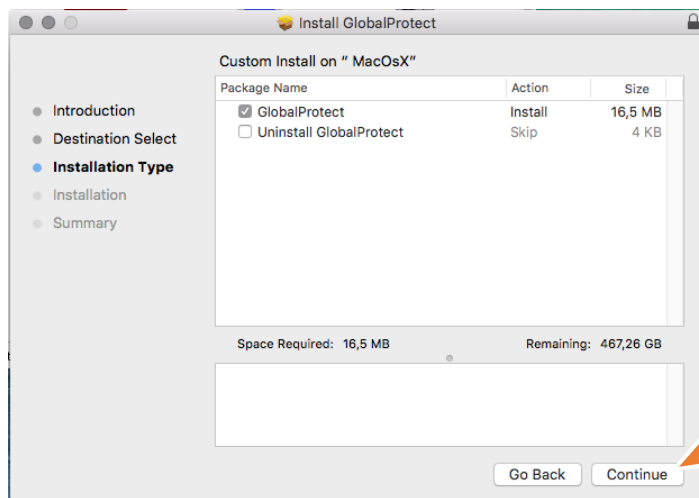 Install GlobalProtect
Custom Install on " MacOsX"
Package Name Action Size
GlobalProtect Install 16,5 MB
Uninstall GlobalProtect Skip 4 KB
Introduction
Destination Select
Installation Type
Installation
Summary
Space Required: 16,5 MB Remaining: 467,26 GB
Go Back Continue